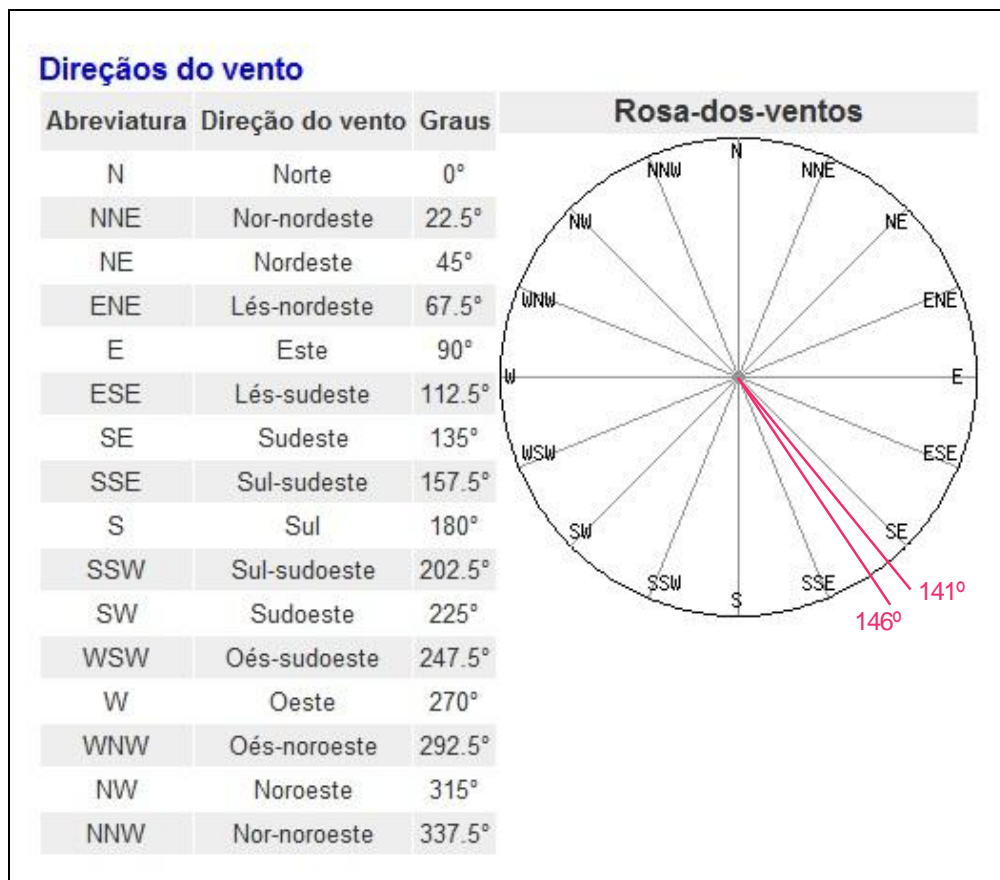 Direçãos do vento
Abreviatura Direção do vento Graus
N Norte 0°
NNE Nor-nordeste 22.5°
NE Nordeste 45°
ENE Lés-nordeste 67.5°
E Este 90°
ESE Lés-sudeste 112.5°
SE Sudeste 135°
SSE Sul-sudeste 157.5°
S Sul 180°
SSW Sul-sudoeste 202.5°
SW Sudoeste 225°
WSW Oés-sudoeste 247.5°
W Oeste 270°
WNW Oés-noroeste 292.5°
NW Noroeste 315°
NNW Nor-noroeste 337.5°
Rosa-dos-ventos
N
NNW NNE
NW NE
WNW ENE
W E
WSW ESE
SW SE
SSW SSE
S
141º
146º